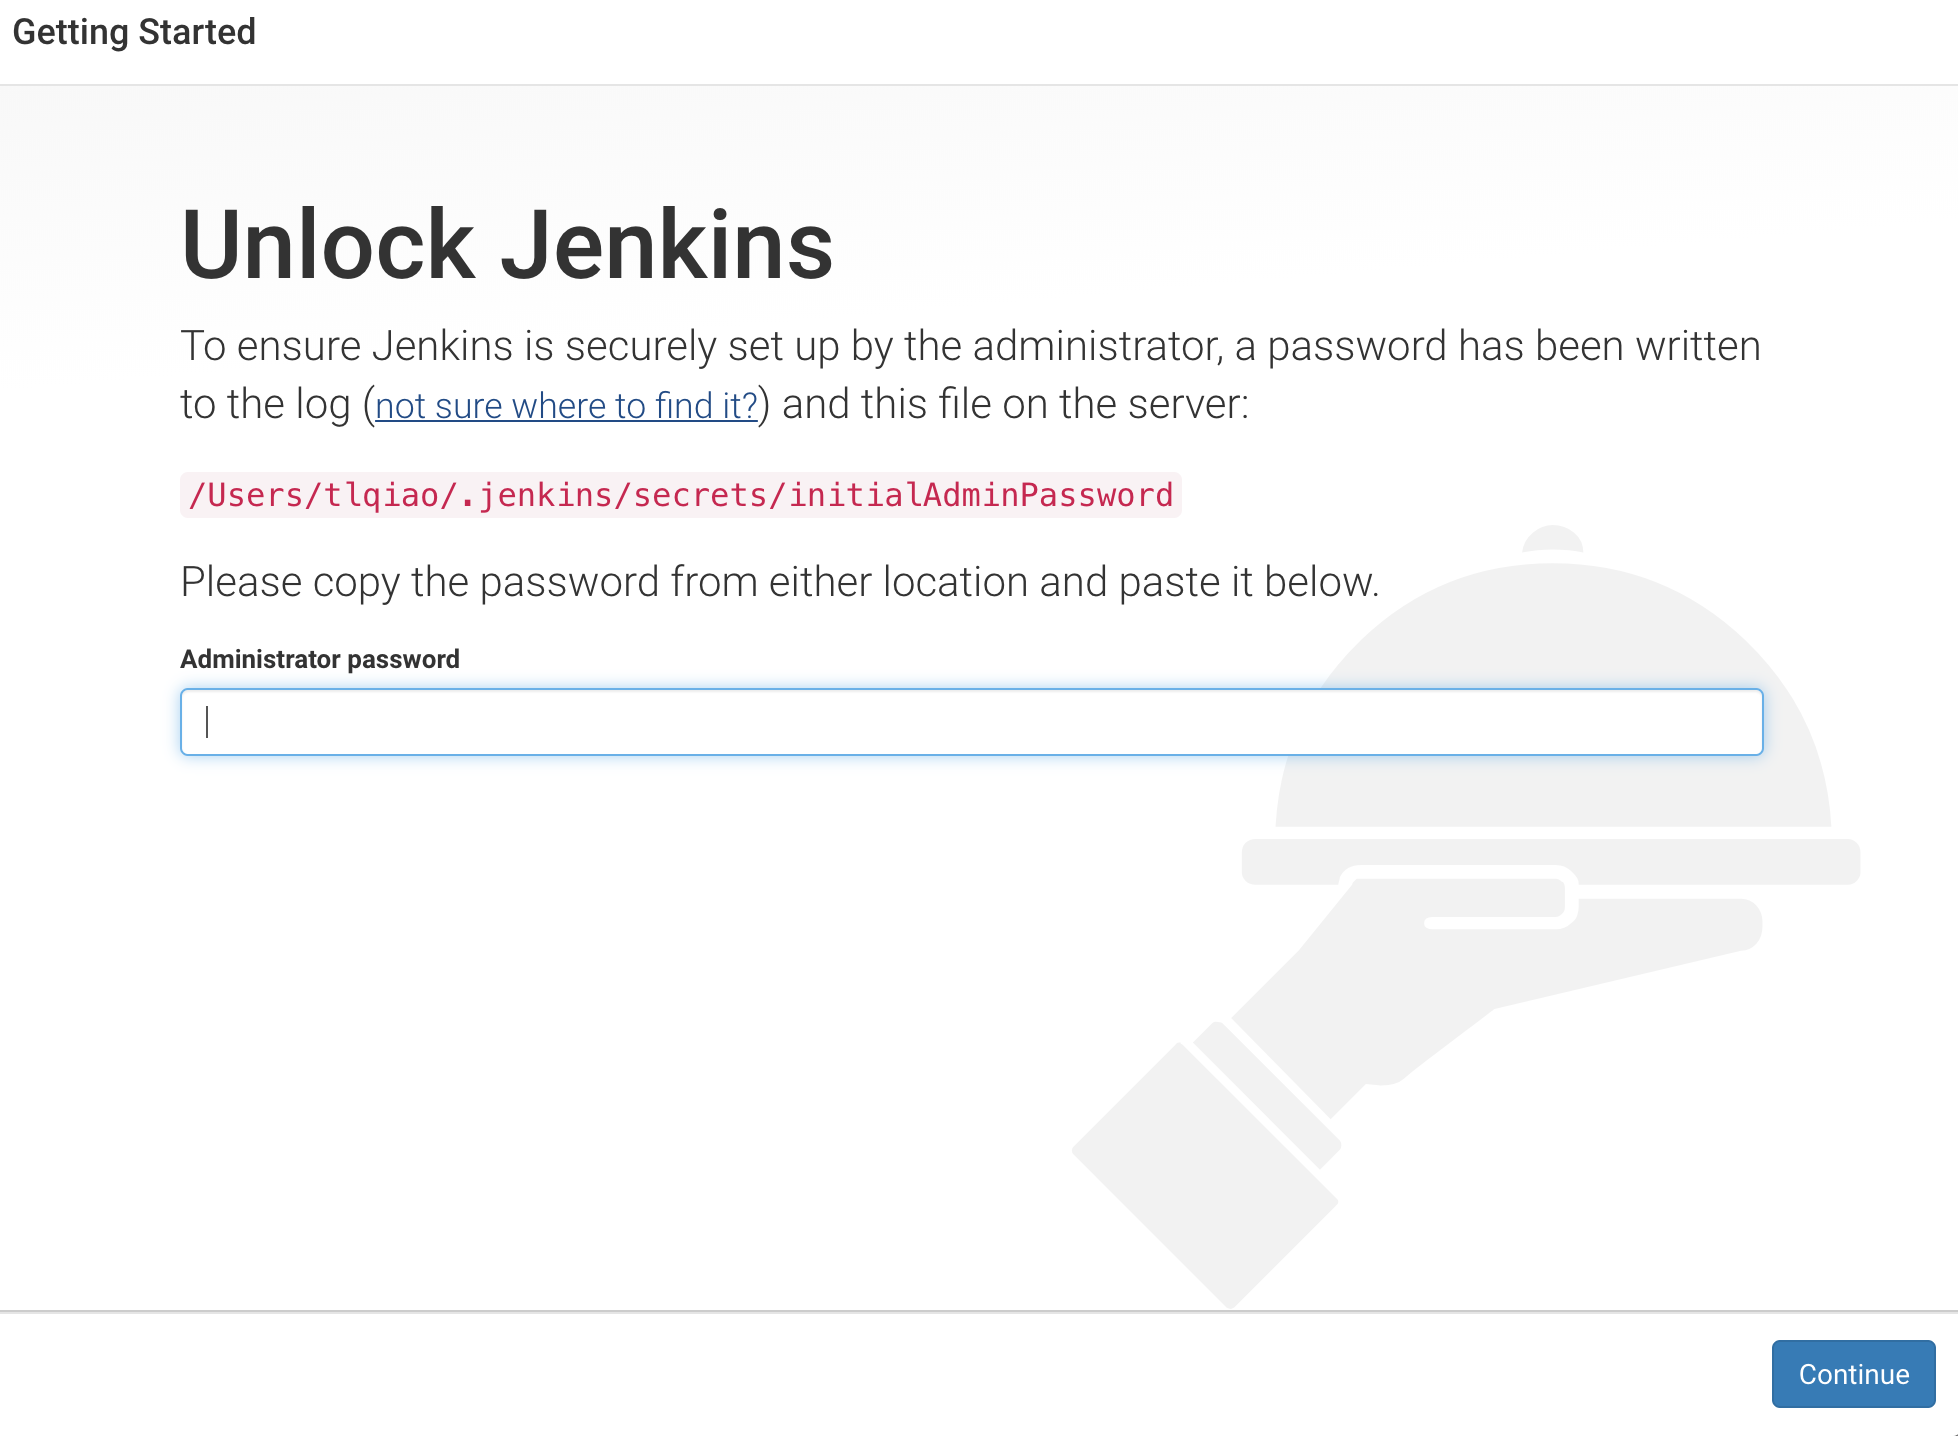 Getting Started
Unlock Jenkins
To ensure Jenkins is securely set up by the administrator, a password has been written
to the log (not sure where to find it?) and this file on the server:
/Users/tlqiao/.jenkins/secrets/initialAdminPassword
Please copy the password from either location and paste it below.
Administrator password
Continue